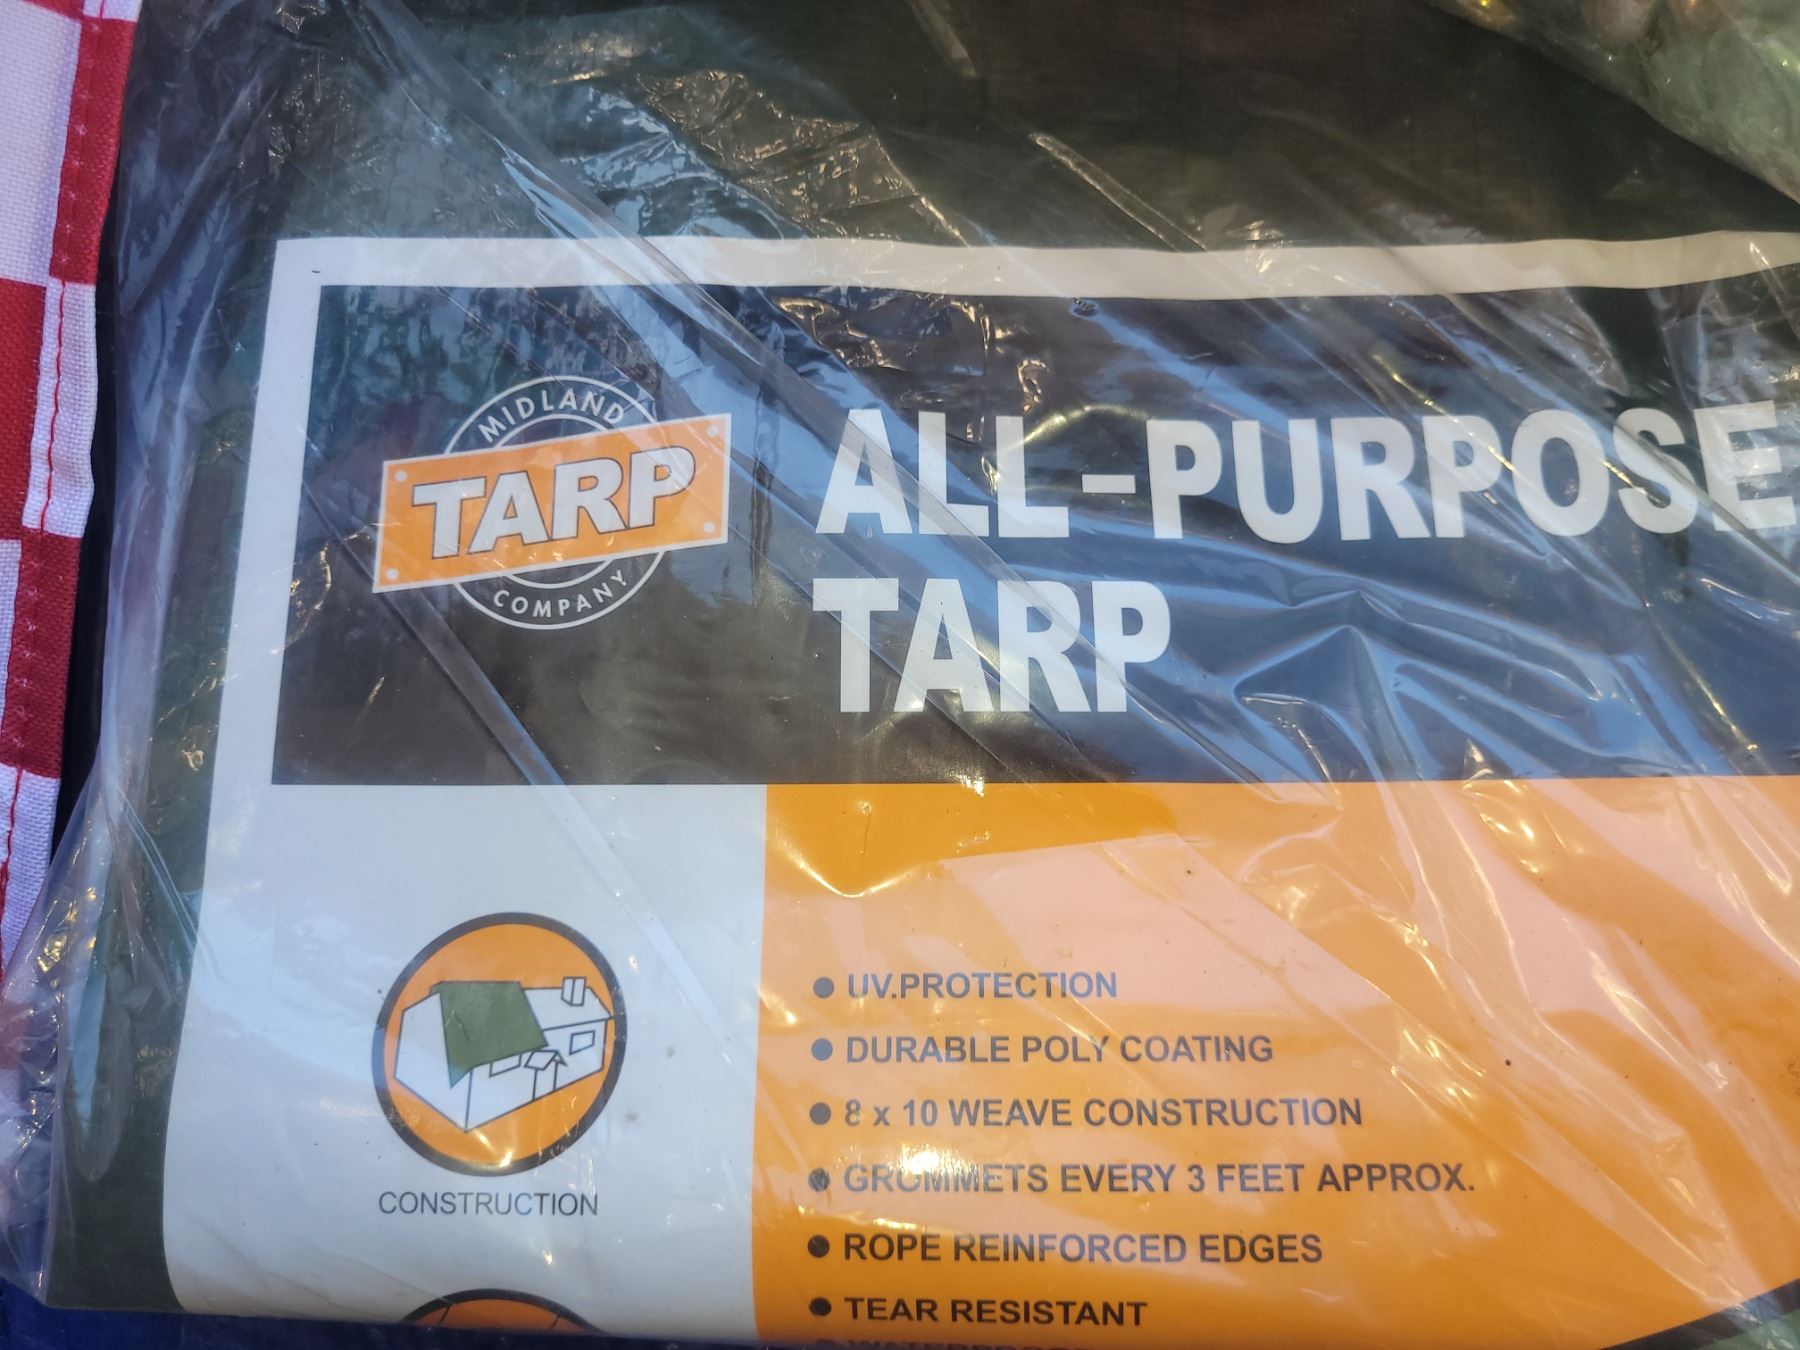 MIDLAND
TARP
COMPANY
ALL-PURPOSE
TARP
CONSTRUCTION
● UV.PROTECTION
● DURABLE POLY COATING
● 8 x 10 WEAVE CONSTRUCTION
● GROMMETS EVERY 3 FEET APPROX.
● ROPE REINFORCED EDGES
● TEAR RESISTANT